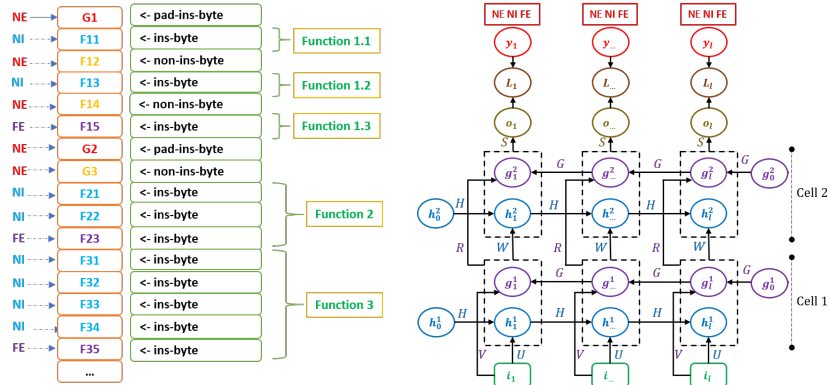 NE G1 <- pad-ins-byte
NI F11 <- ins-byte
Function 1.1
NE F12 <- non-ins-byte
NI F13 <- ins-byte
Function 1.2
NE F14 <- non-ins-byte
FE F15 <- ins-byte
Function 1.3
NE G2 <- pad-ins-byte
NE G3 <- non-ins-byte
NI F21 <- ins-byte
NI F22 <- ins-byte
Function 2
FE F23 <- ins-byte
NI F31 <- ins-byte
NI F32 <- ins-byte
NI F33 <- ins-byte
Function 3
NI F34 <- ins-byte
FE F35 <- ins-byte
...
NE NI FE NE NI FE NE NI FE
y₁ y... yₗ
L₁ L... Lₗ
o₁ o... oₗ
S S S
g₁² G g...² G gₗ² G g₀²
h₀² H h₁² H h...² H hₗ²
Cell 2
R W R W R W
g₁¹ G g...¹ G gₗ¹ G g₀¹
h₀¹ H h₁¹ H h...¹ H hₗ¹
Cell 1
V U V U V U
i₁ i... iₗ